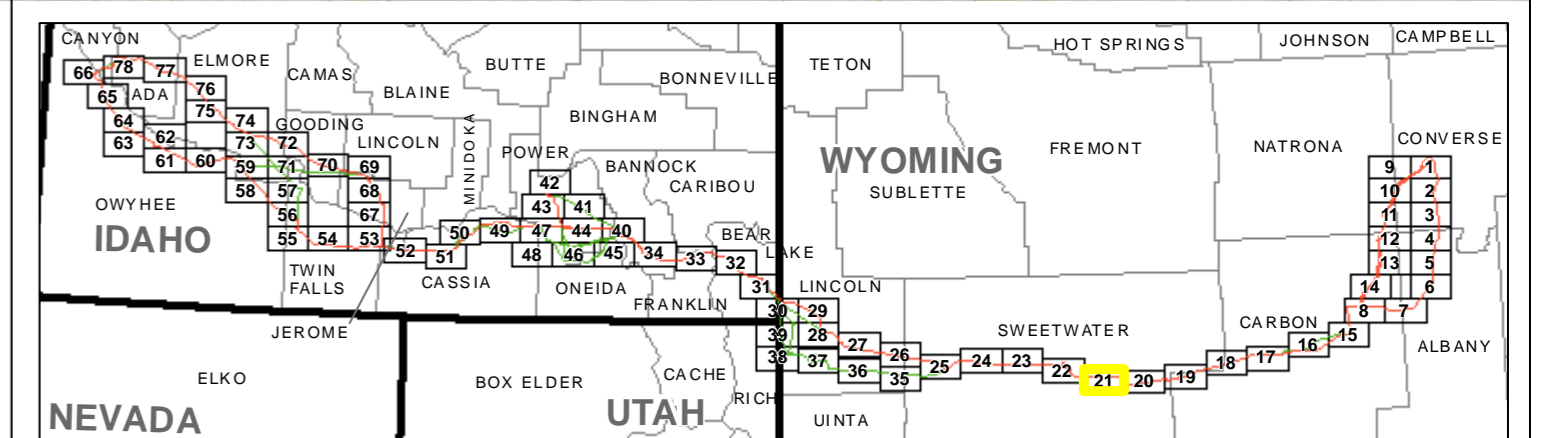 CANYON
ELMORE
CAMAS
BUTTE
BONNEVILLE
TETON
HOT SPRINGS
JOHNSON
CAMPBELL
66
78
77
76
ADA
BLAINE
65
75
BINGHAM
64
74
GOODING
MINIDOKA
63
62
73
72
LINCOLN
POWER
BANNOCK
WYOMING
FREMONT
NATRONA
CONVERSE
61
60
59
71
70
69
9
1
58
57
68
42
CARIBOU
SUBLETTE
10
2
OWYHEE
56
67
43
41
11
3
IDAHO
55
54
53
52
51
50
49
47
44
40
BEAR
LAKE
12
4
48
46
45
34
33
32
13
5
TWIN
FALLS
CASSIA
ONEIDA
31
LINCOLN
14
6
FRANKLIN
30
29
8
7
JEROME
39
28
SWEETWATER
CARBON
15
38
37
27
26
25
24
23
22
21
20
19
18
17
16
ALBANY
36
35
ELKO
BOX ELDER
CACHE
RICH
NEVADA
UTAH
UINTA